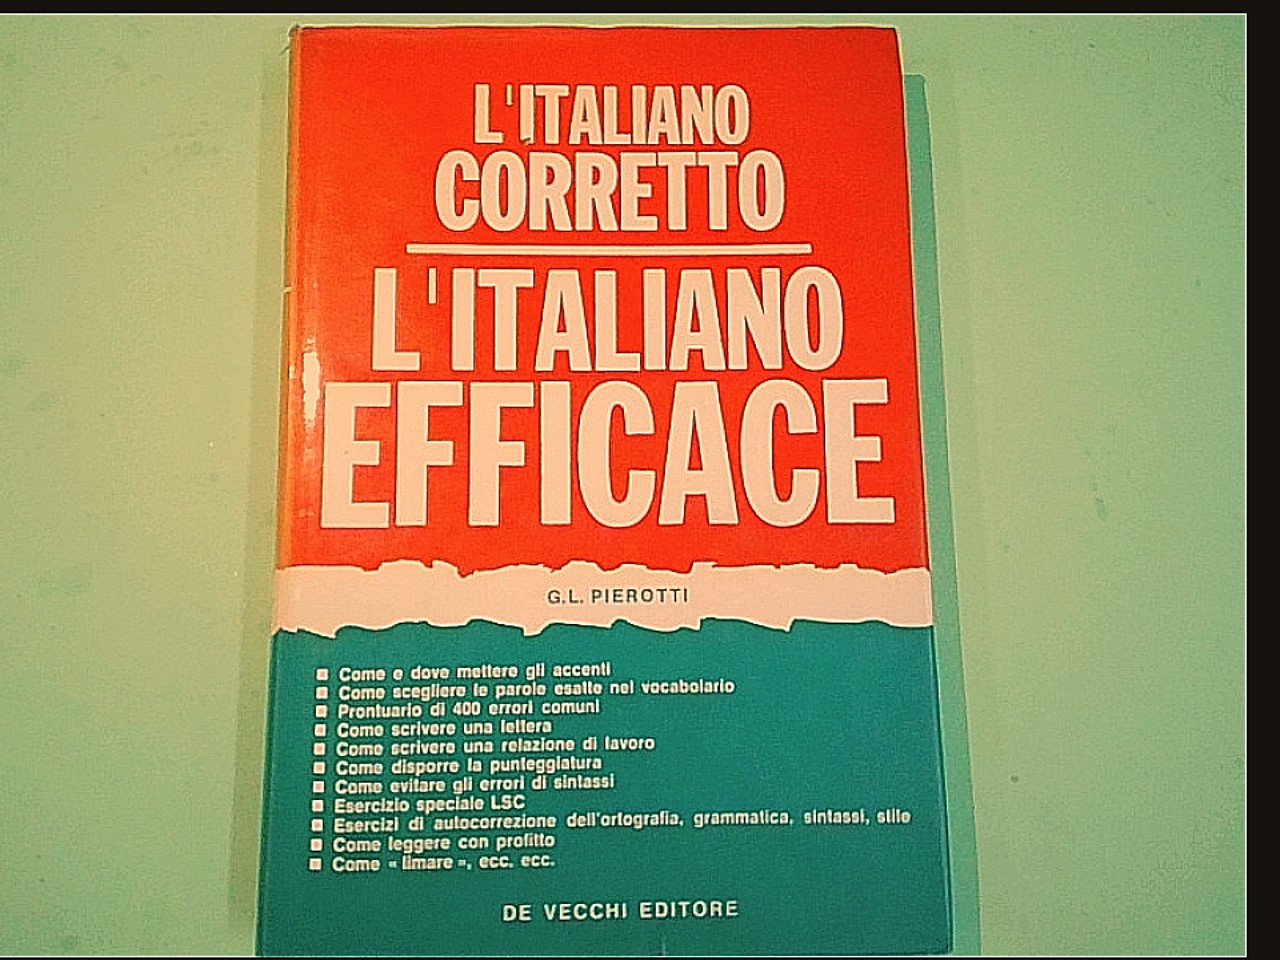 L'ITALIANO
CORRETTO
L'ITALIANO
EFFICACE
G.L. PIEROTTI
Come e dove mettere gli accenti
Come scegliere le parole esatte nel vocabolario
Prontuario di 400 errori comuni
Come scrivere una lettera
Come scrivere una relazione di lavoro
Come disporre la punteggiatura
Come evitare gli errori di sintassi
Esercizio speciale LSC
Esercizi di autocorrezione dell'ortografia, grammatica, sintassi, stile
Come leggere con profitto
Come « limare », ecc. ecc.
DE VECCHI EDITORE